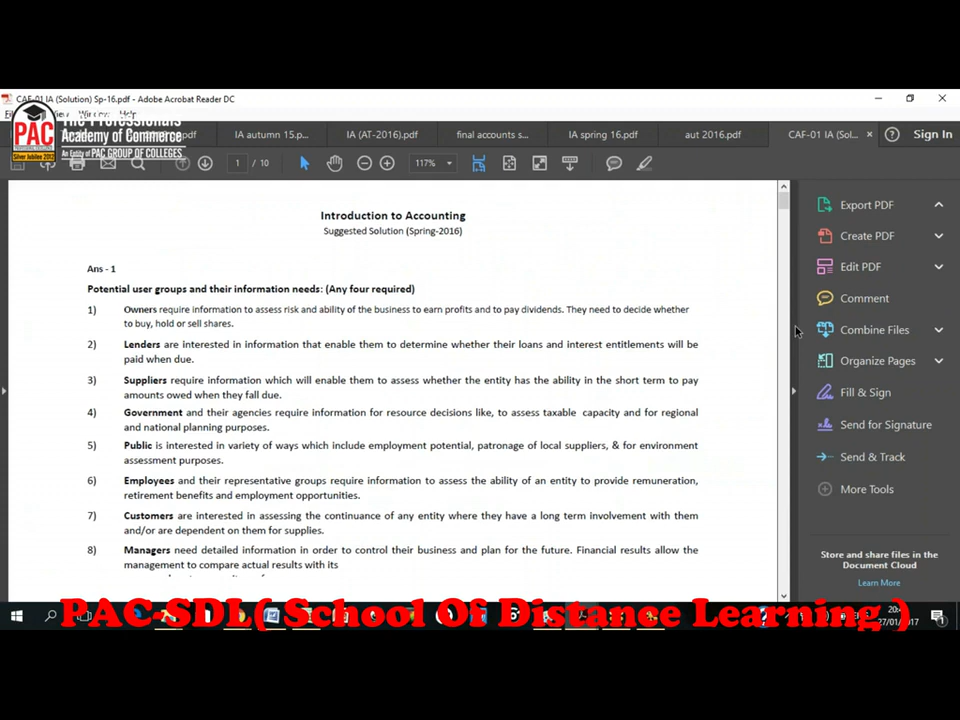 CAF-01 IA (Solution) Sp-16.pdf - Adobe Acrobat Reader DC
Window Help
PAC
Silver Jubilee 2013
The Professionals
Academy of Commerce
An Entity of PAC GROUP OF COLLEGES
.pdf
IA autumn 15.p...
IA (AT-2016).pdf
final accounts s...
IA spring 16.pdf
aut 2016.pdf
CAF-01 IA (Sol... ×
Sign In
1 / 10
117%
Introduction to Accounting
Suggested Solution (Spring-2016)
Ans - 1
Potential user groups and their information needs: (Any four required)
1) Owners require information to assess risk and ability of the business to earn profits and to pay dividends. They need to decide whether
to buy, hold or sell shares.
2) Lenders are interested in information that enable them to determine whether their loans and interest entitlements will be
paid when due.
3) Suppliers require information which will enable them to assess whether the entity has the ability in the short term to pay
amounts owed when they fall due.
4) Government and their agencies require information for resource decisions like, to assess taxable capacity and for regional
and national planning purposes.
5) Public is interested in variety of ways which include employment potential, patronage of local suppliers, & for environment
assessment purposes.
6) Employees and their representative groups require information to assess the ability of an entity to provide remuneration,
retirement benefits and employment opportunities.
7) Customers are interested in assessing the continuance of any entity where they have a long term involvement with them
and/or are dependent on them for supplies.
8) Managers need detailed information in order to control their business and plan for the future. Financial results allow the
management to compare actual results with its
Export PDF
Create PDF
Edit PDF
Comment
Combine Files
Organize Pages
Fill & Sign
Send for Signature
Send & Track
More Tools
Store and share files in the
Document Cloud
Learn More
PAC-SDL( School Of Distance Learning )
27/01/2017